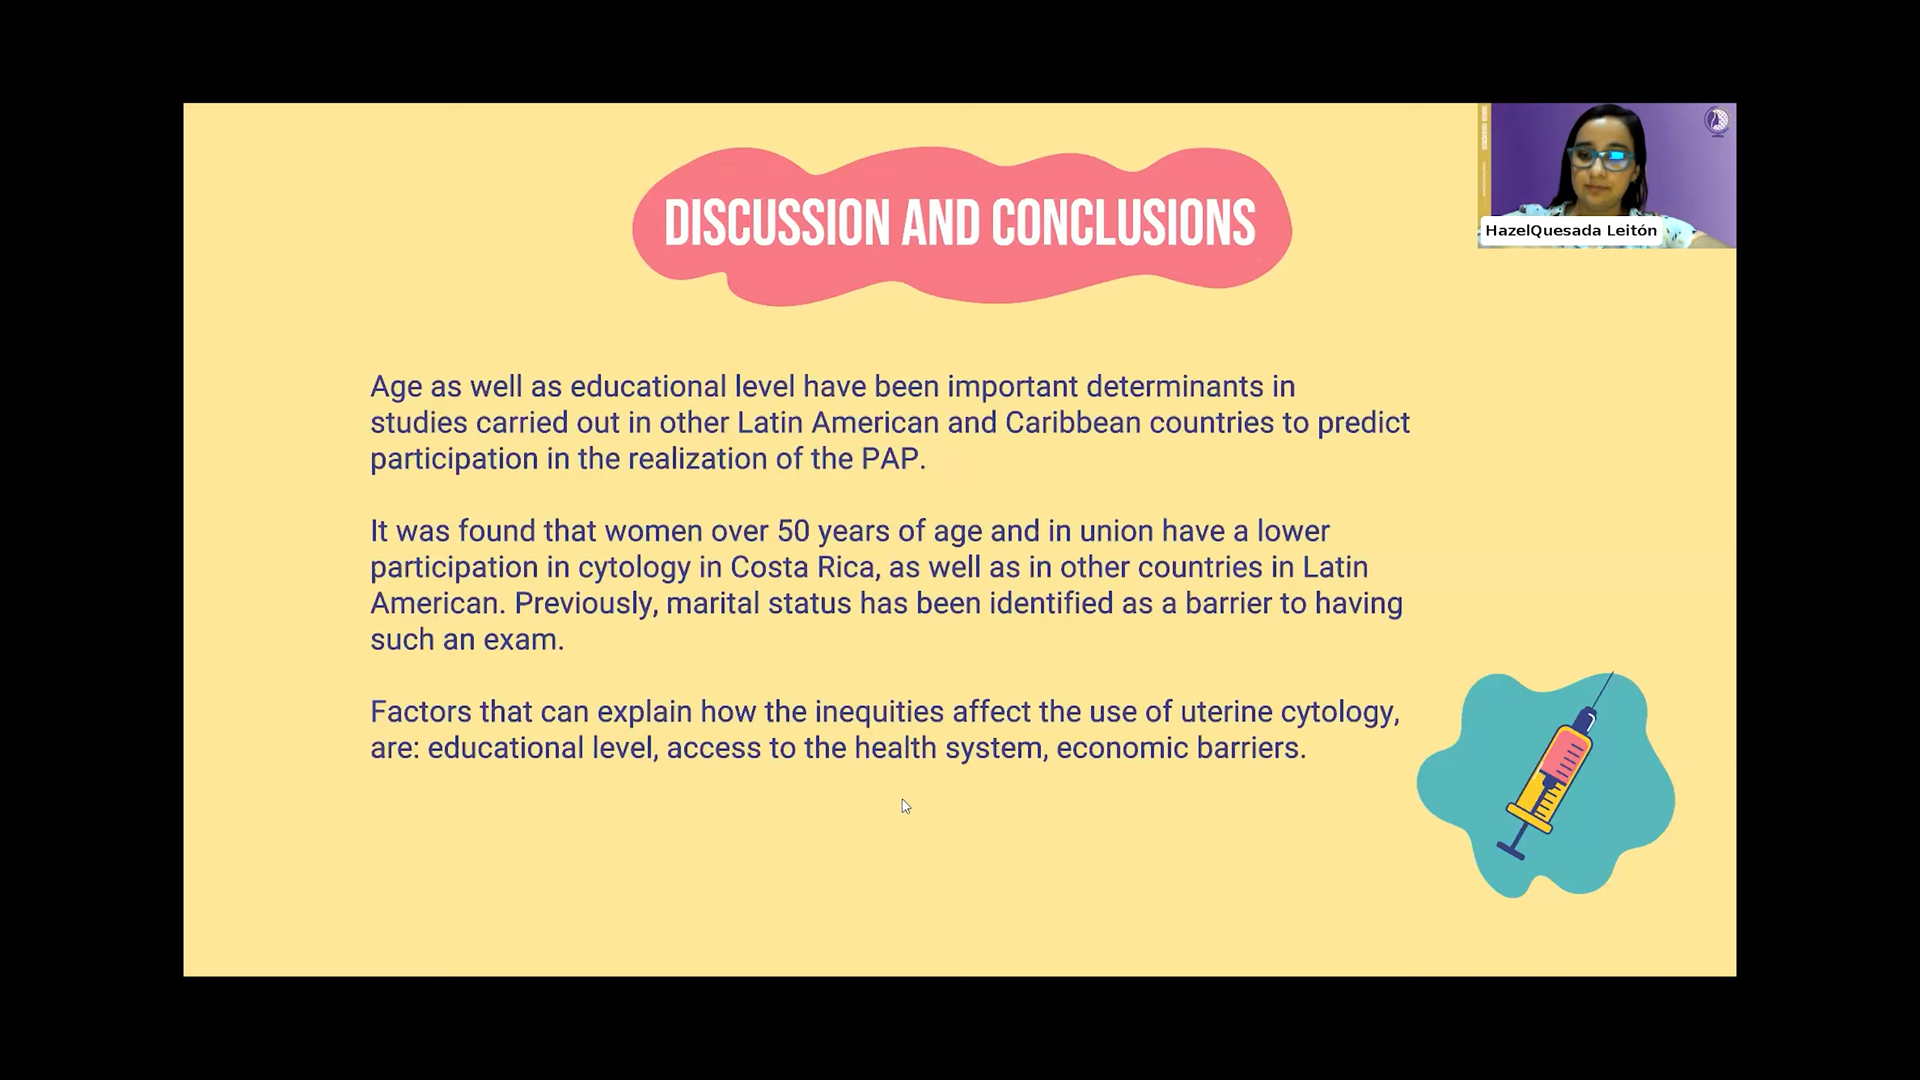 DISCUSSION AND CONCLUSIONS
HazelQuesada Leitón
Age as well as educational level have been important determinants in
studies carried out in other Latin American and Caribbean countries to predict
participation in the realization of the PAP.
It was found that women over 50 years of age and in union have a lower
participation in cytology in Costa Rica, as well as in other countries in Latin
American. Previously, marital status has been identified as a barrier to having
such an exam.
Factors that can explain how the inequities affect the use of uterine cytology,
are: educational level, access to the health system, economic barriers.